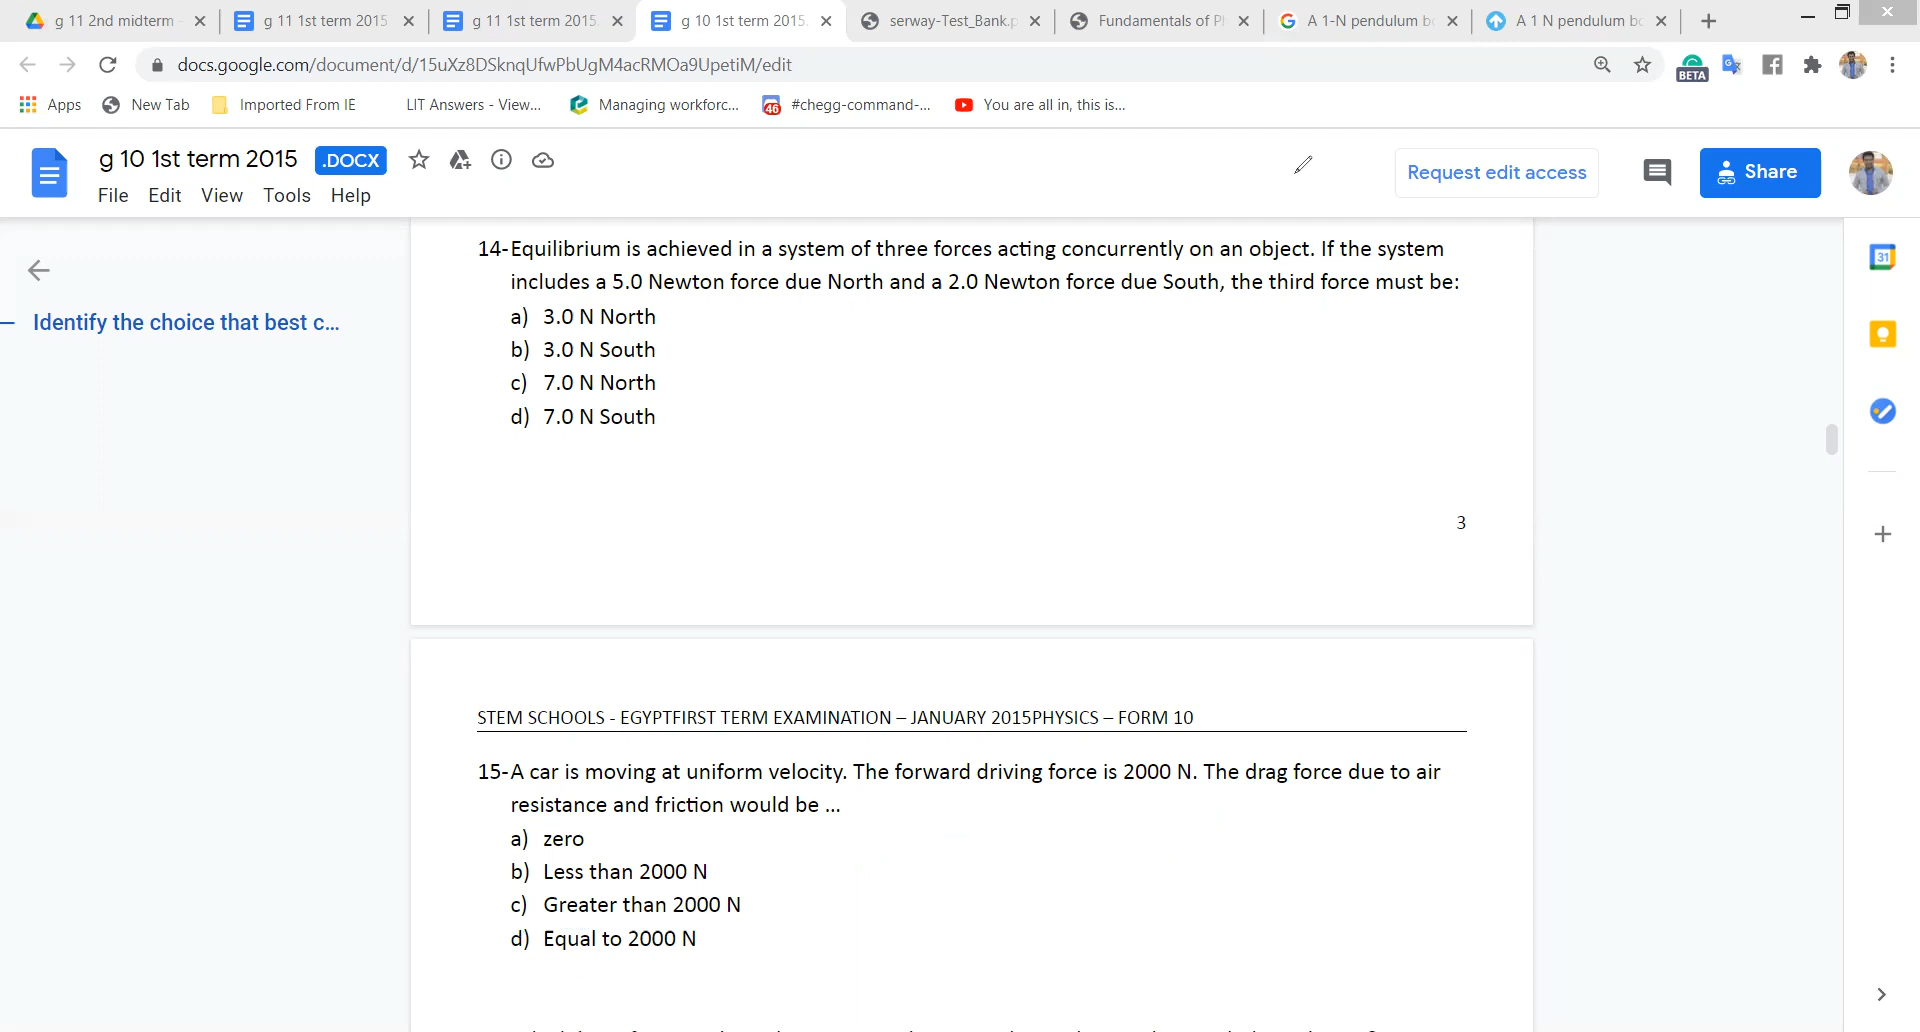 g 11 2nd midterm -
g 11 1st term 2015
g 11 1st term 2015.
g 10 1st term 2015.
serway-Test_Bank.p
Fundamentals of Ph
A 1-N pendulum bo
A 1 N pendulum bo
docs.google.com/document/d/15uXz8DSknqUfwPbUgM4acRMOa9UpetiM/edit
BETA
Apps
New Tab
Imported From IE
LIT Answers - View...
Managing workforc...
46
#chegg-command-...
You are all in, this is...
g 10 1st term 2015
.DOCX
File Edit View Tools Help
Request edit access
Share
31
Identify the choice that best c...
14-Equilibrium is achieved in a system of three forces acting concurrently on an object. If the system
includes a 5.0 Newton force due North and a 2.0 Newton force due South, the third force must be:
a) 3.0 N North
b) 3.0 N South
c) 7.0 N North
d) 7.0 N South
3
STEM SCHOOLS - EGYPTFIRST TERM EXAMINATION – JANUARY 2015PHYSICS – FORM 10
15-A car is moving at uniform velocity. The forward driving force is 2000 N. The drag force due to air
resistance and friction would be ...
a) zero
b) Less than 2000 N
c) Greater than 2000 N
d) Equal to 2000 N